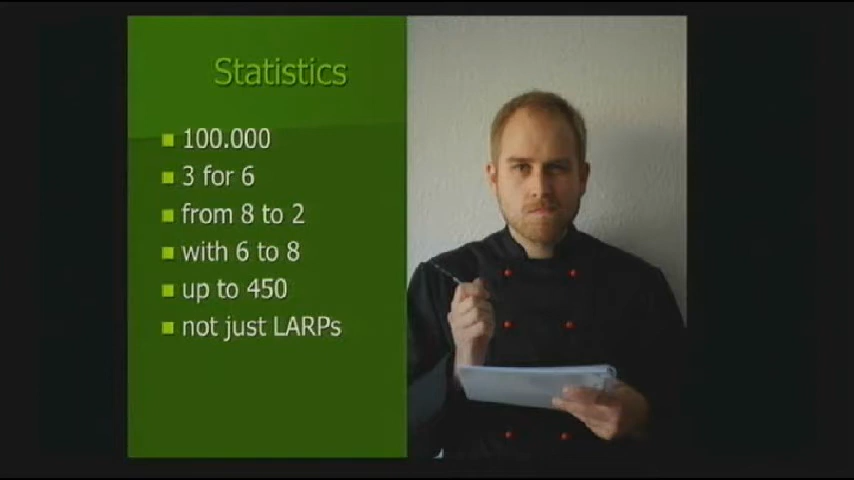 Statistics
100.000
3 for 6
from 8 to 2
with 6 to 8
up to 450
not just LARPs